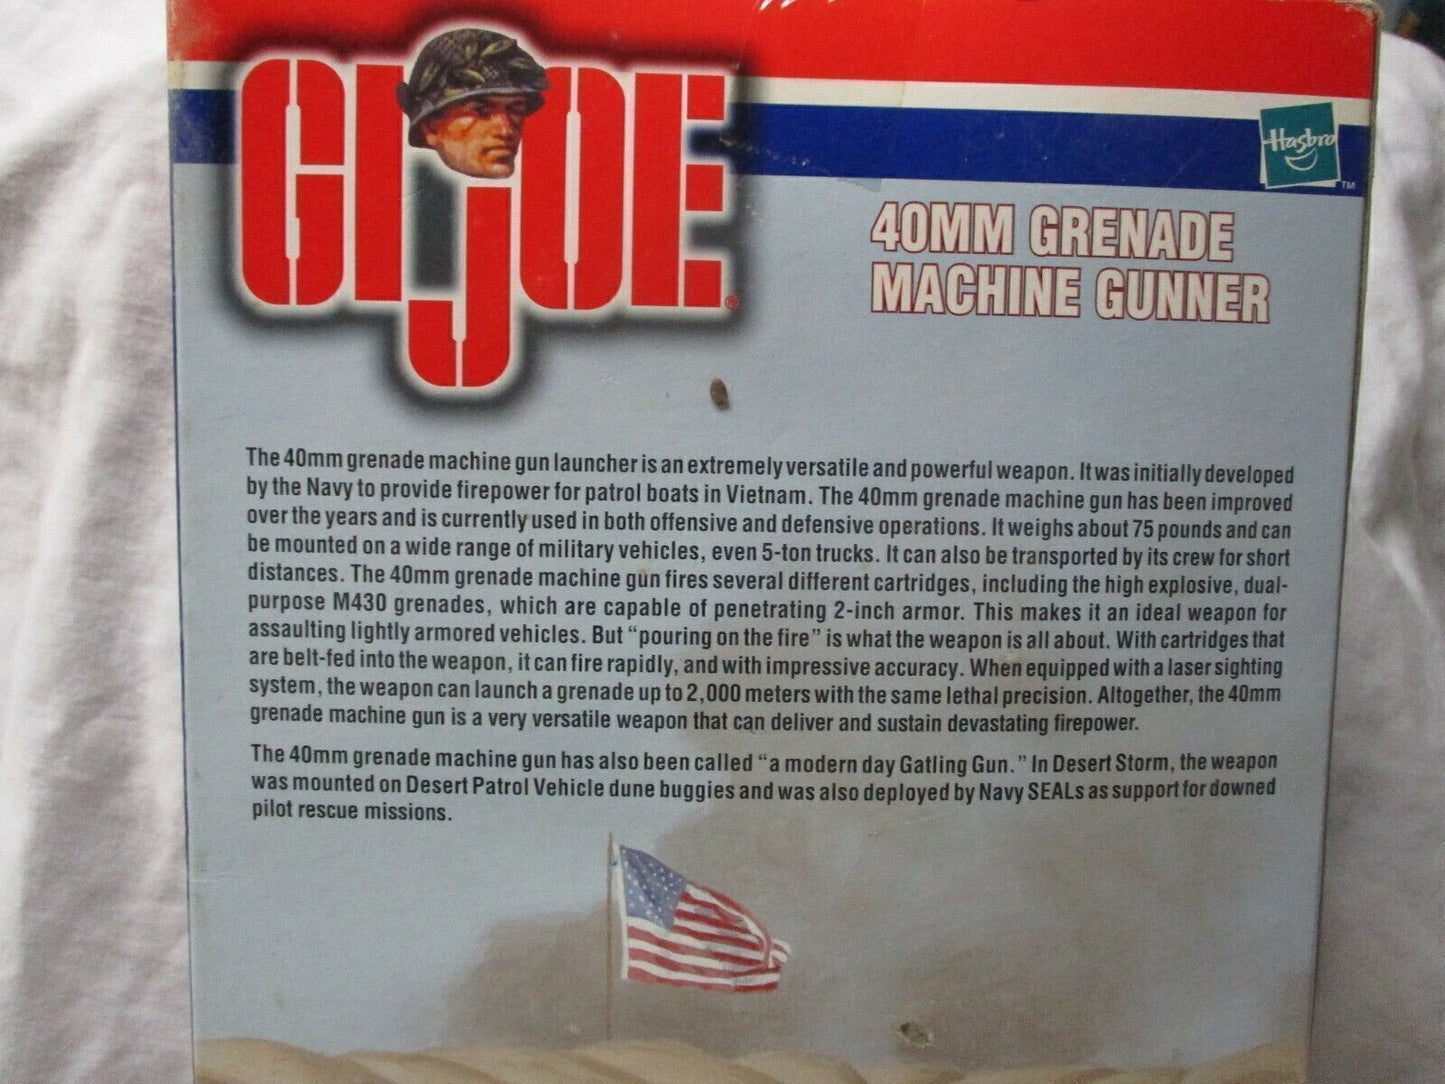 GI JOE®
Hasbro ™
40MM GRENADE
MACHINE GUNNER
The 40mm grenade machine gun launcher is an extremely versatile and powerful weapon. It was initially developed
by the Navy to provide firepower for patrol boats in Vietnam. The 40mm grenade machine gun has been improved
over the years and is currently used in both offensive and defensive operations. It weighs about 75 pounds and can
be mounted on a wide range of military vehicles, even 5-ton trucks. It can also be transported by its crew for short
distances. The 40mm grenade machine gun fires several different cartridges, including the high explosive, dual-
purpose M430 grenades, which are capable of penetrating 2-inch armor. This makes it an ideal weapon for
assaulting lightly armored vehicles. But “pouring on the fire” is what the weapon is all about. With cartridges that
are belt-fed into the weapon, it can fire rapidly, and with impressive accuracy. When equipped with a laser sighting
system, the weapon can launch a grenade up to 2,000 meters with the same lethal precision. Altogether, the 40mm
grenade machine gun is a very versatile weapon that can deliver and sustain devastating firepower.
The 40mm grenade machine gun has also been called “a modern day Gatling Gun.” In Desert Storm, the weapon
was mounted on Desert Patrol Vehicle dune buggies and was also deployed by Navy SEALs as support for downed
pilot rescue missions.